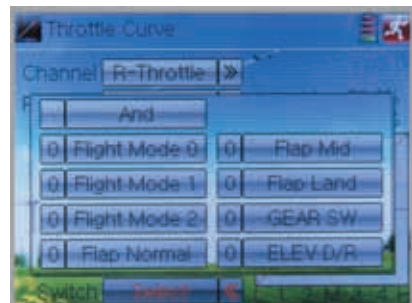 Throttle Curve
Channel R-Throttle »
And
0 Flight Mode 0 0 Flap Mid
0 Flight Mode 1 0 Flap Land
0 Flight Mode 2 0 GEAR SW
0 Flap Normal 0 ELEV D/R
Switch Select «